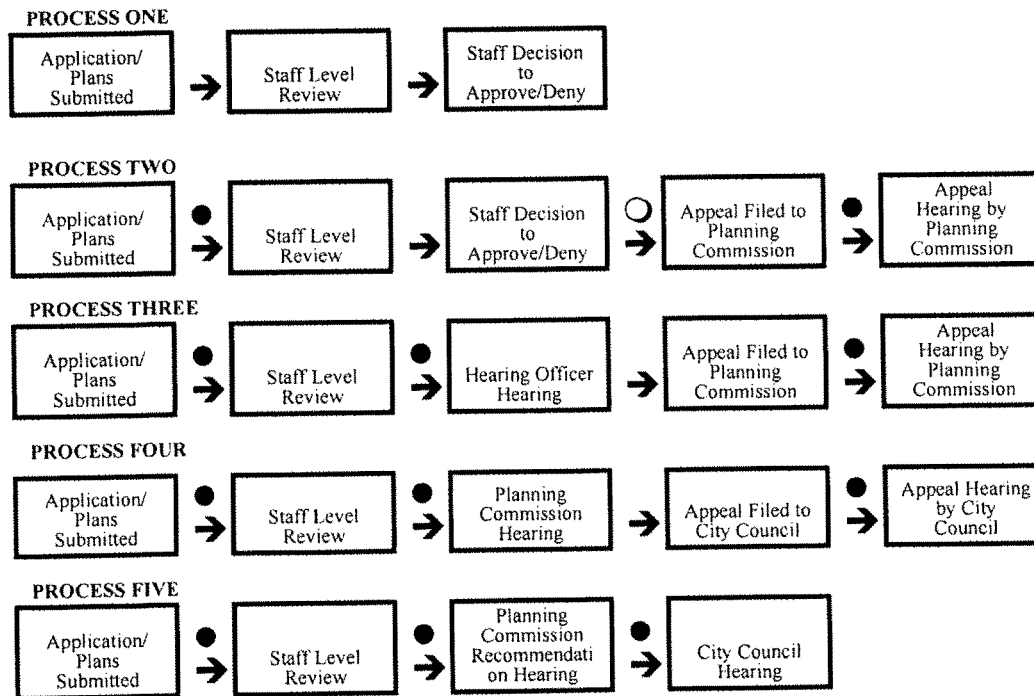 PROCESS ONE
Application/
Plans
Submitted
Staff Level
Review
Staff Decision
to
Approve/Deny
PROCESS TWO
Application/
Plans
Submitted
Staff Level
Review
Staff Decision
to
Approve/Deny
Appeal Filed to
Planning
Commission
Appeal
Hearing by
Planning
Commission
PROCESS THREE
Application/
Plans
Submitted
Staff Level
Review
Hearing Officer
Hearing
Appeal Filed to
Planning
Commission
Appeal
Hearing by
Planning
Commission
PROCESS FOUR
Application/
Plans
Submitted
Staff Level
Review
Planning
Commission
Hearing
Appeal Filed to
City Council
Appeal Hearing
by City
Council
PROCESS FIVE
Application/
Plans
Submitted
Staff Level
Review
Planning
Commission
Recommendati
on Hearing
City Council
Hearing